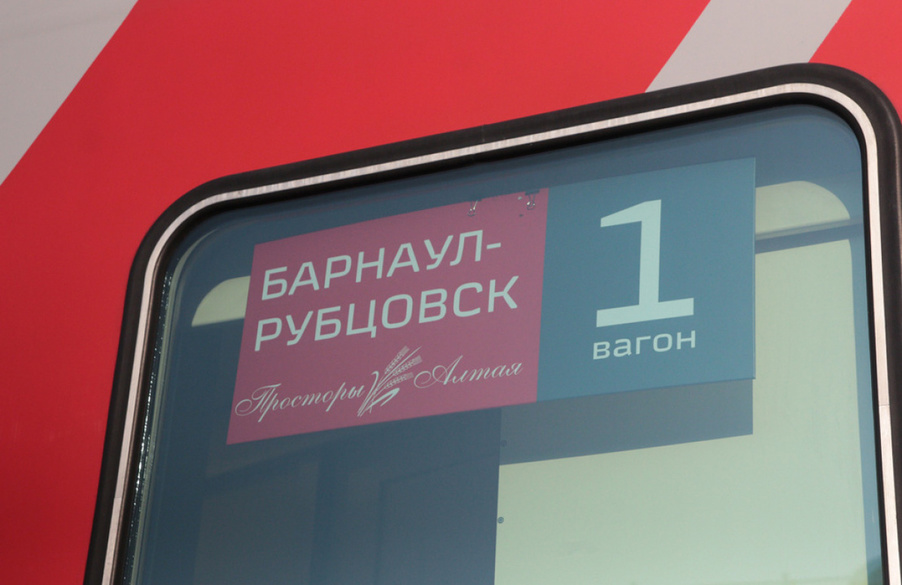 БАРНАУЛ-
РУБЦОВСК
Просторы Алтая
1
вагон